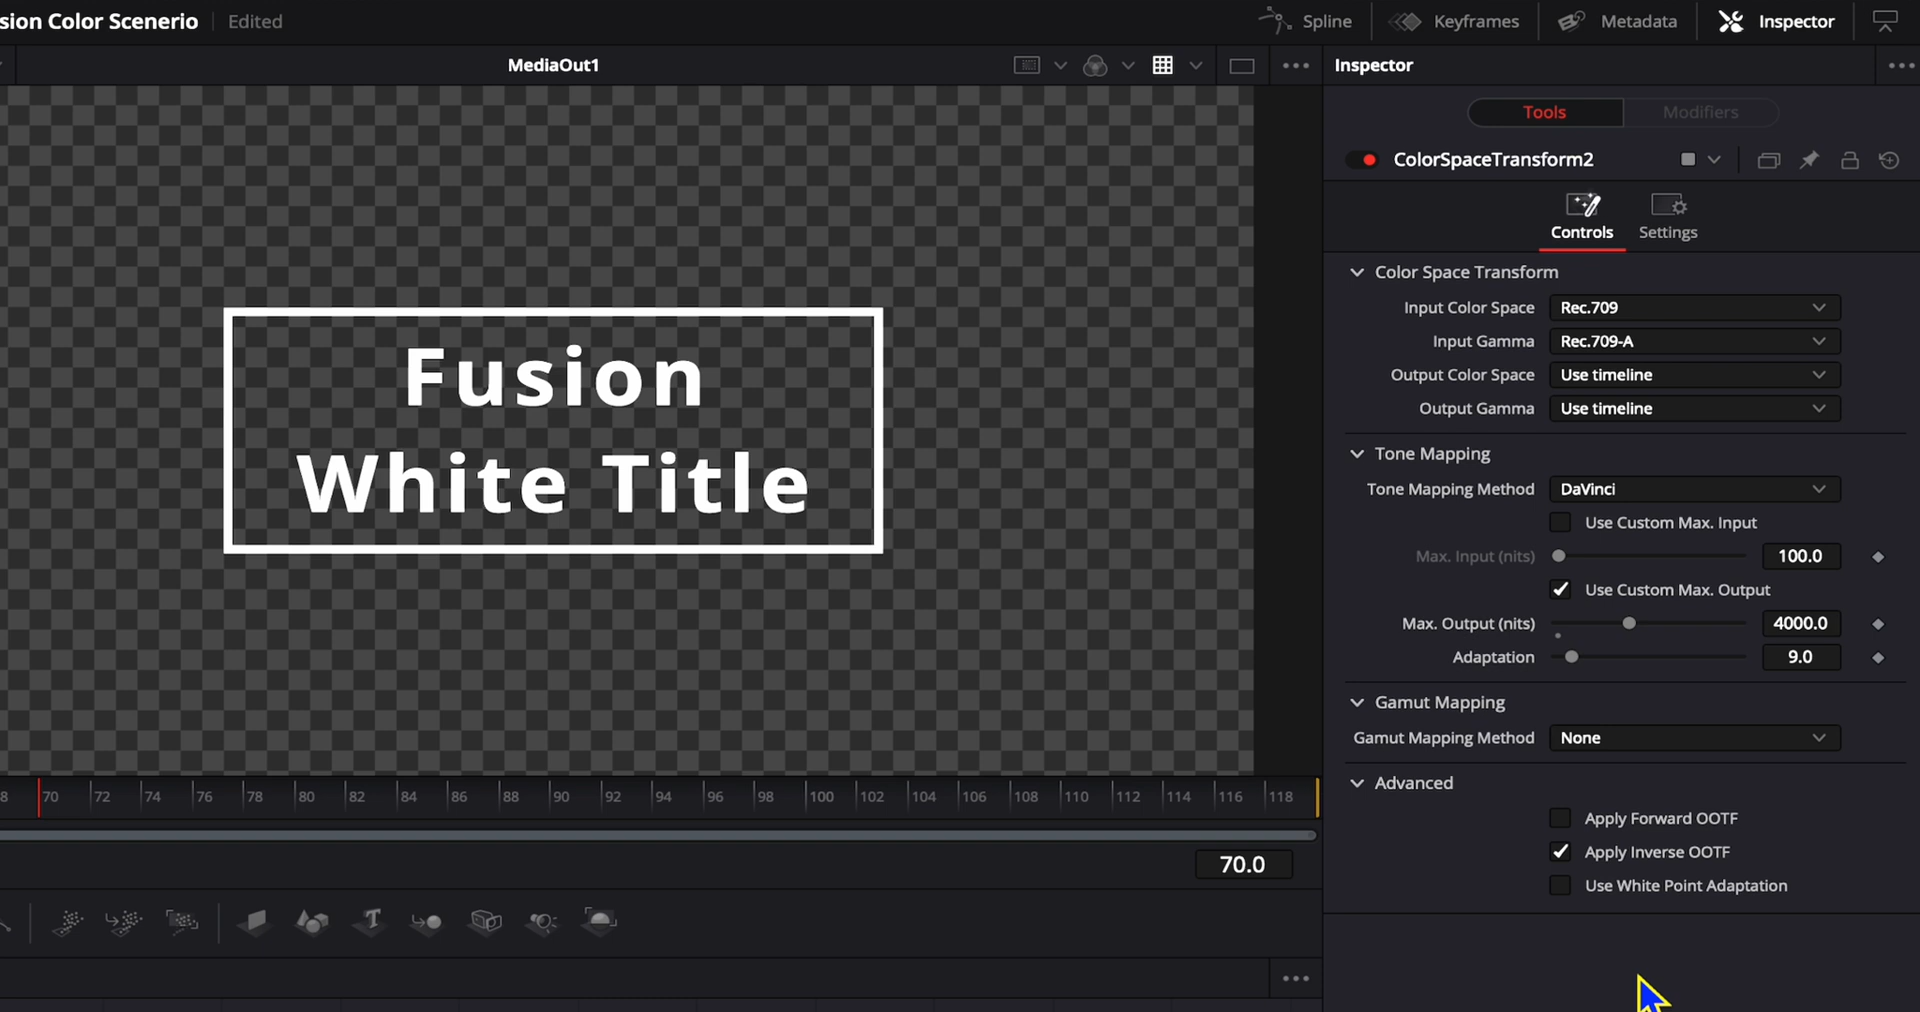 sion Color Scenerio
Edited
Spline
Keyframes
Metadata
Inspector
MediaOut1
Inspector
Tools
Modifiers
ColorSpaceTransform2
Controls
Settings
Color Space Transform
Input Color Space
Rec.709
Input Gamma
Rec.709-A
Output Color Space
Use timeline
Output Gamma
Use timeline
Tone Mapping
Tone Mapping Method
DaVinci
Use Custom Max. Input
Max. Input (nits)
100.0
Use Custom Max. Output
Max. Output (nits)
4000.0
Adaptation
9.0
Gamut Mapping
Gamut Mapping Method
None
Advanced
Apply Forward OOTF
Apply Inverse OOTF
Use White Point Adaptation
Fusion
White Title
8 70 72 74 76 78 80 82 84 86 88 90 92 94 96 98 100 102 104 106 108 110 112 114 116 118
70.0